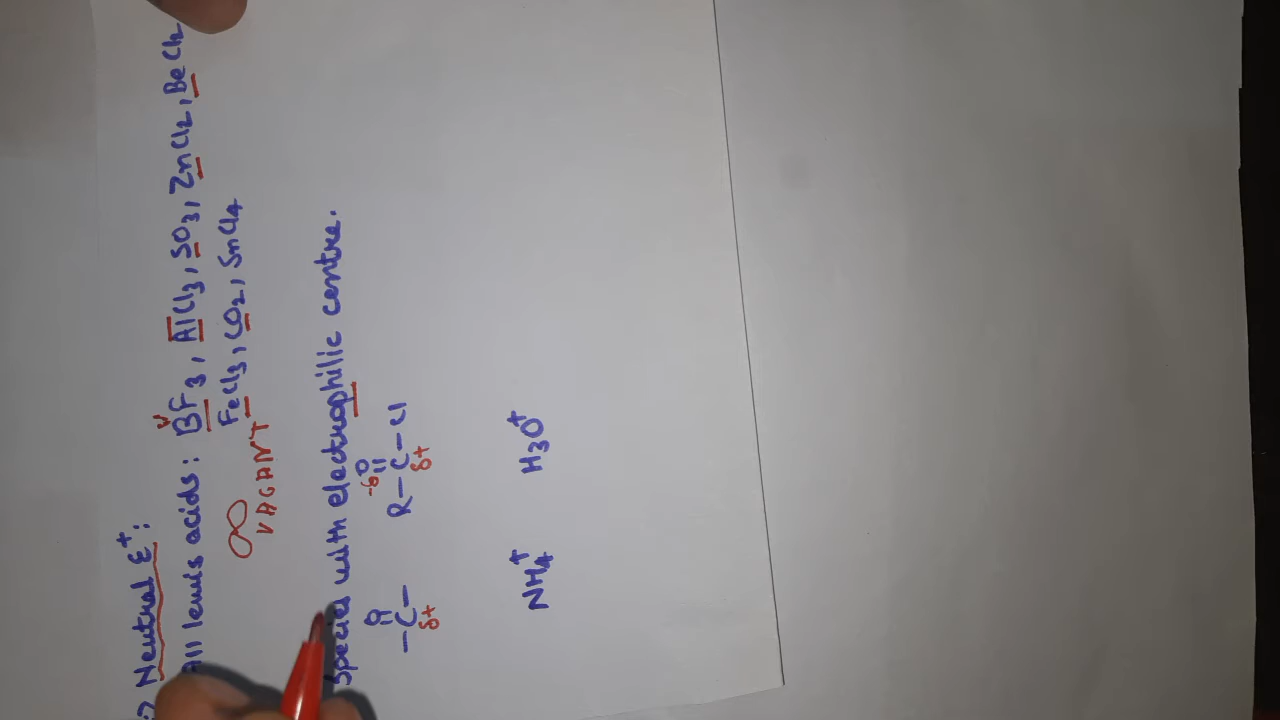 Neutral E⁺:
All lewis acids: BF3, AlCl3, SO3, ZnCl2, BeCl2
FeCl3, CO2, SnCl4
VACANT
Species with electrophilic centre.
O -δ O
|| ||
—C— R—C—Cl
δ+ δ+
NH4⁺ H3O⁺